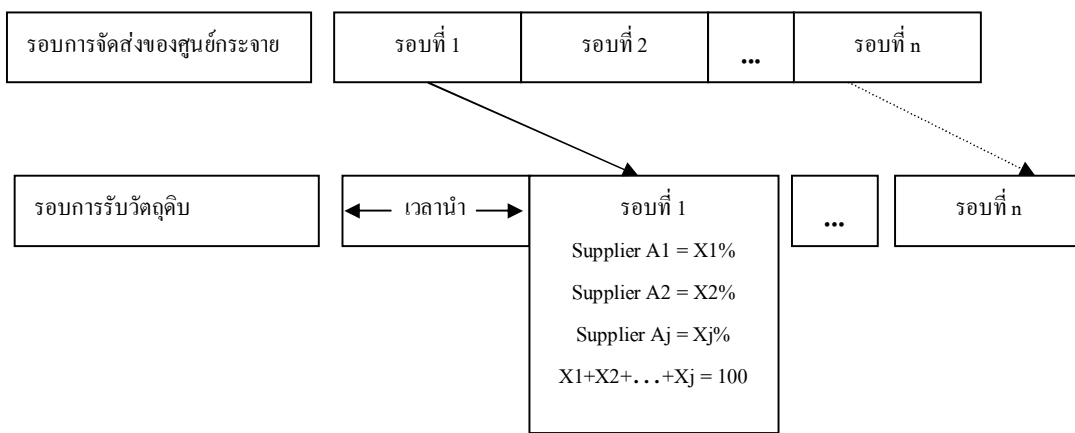 รอบการจัดส่งของศูนย์กระจาย
รอบที่ 1
รอบที่ 2
...
รอบที่ n
รอบการรับวัตถุดิบ
เวลานำ
รอบที่ 1
Supplier A1 = X1%
Supplier A2 = X2%
Supplier Aj = Xj%
X1+X2+...+Xj = 100
...
รอบที่ n